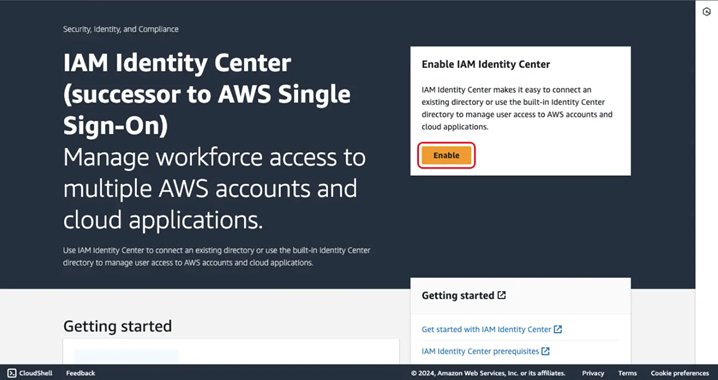 Security, Identity, and Compliance
IAM Identity Center
(successor to AWS Single
Sign-On)
Manage workforce access to
multiple AWS accounts and
cloud applications.
Use IAM Identity Center to connect an existing directory or use the built-in Identity Center
directory to manage user access to AWS accounts and cloud applications.
Enable IAM Identity Center
IAM Identity Center makes it easy to connect an
existing directory or use the built-in Identity Center
directory to manage user access to AWS accounts and
cloud applications.
Enable
Getting started
Get started with IAM Identity Center
IAM Identity Center prerequisites
Getting started
CloudShell
Feedback
© 2024, Amazon Web Services, Inc. or its affiliates.
Privacy
Terms
Cookie preferences